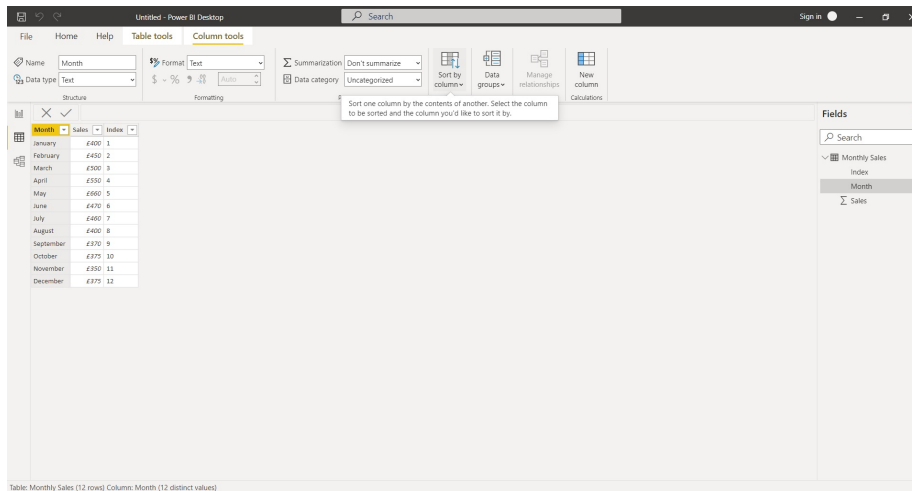 Untitled - Power BI Desktop
Search
Sign in
File Home Help Table tools Column tools
Name Month
Data type Text
Structure
$% Format Text
$ % Auto
Formatting
Summarization Don't summarize
Data category Uncategorized
Sort by column
Data groups
Manage relationships
New column
Calculations
Sort one column by the contents of another. Select the column
to be sorted and the column you'd like to sort it by.
Month Sales Index
January £400 1
February £450 2
March £500 3
April £550 4
May £660 5
June £470 6
July £460 7
August £400 8
September £370 9
October £375 10
November £350 11
December £375 12
Fields
Search
Monthly Sales
Index
Month
Sales
Table: Monthly Sales (12 rows) Column: Month (12 distinct values)